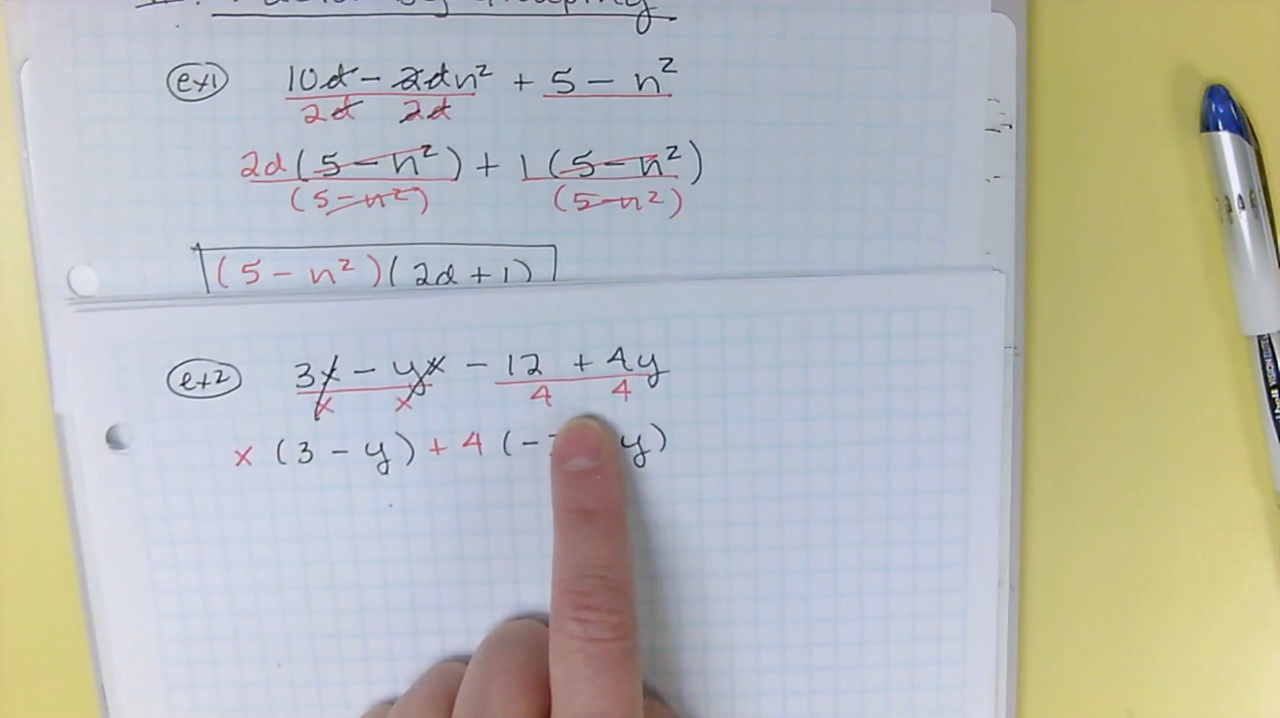 ex1 10d - 2dn² + 5 - n²
2d 2d
2d (5 - n²) + 1 (5 - n²)
(5 - n²) (5 - n²)
(5 - n²) (2d + 1)
ex2 3x - yx - 12 + 4y
x x 4 4
x (3 - y) + 4 (- y)